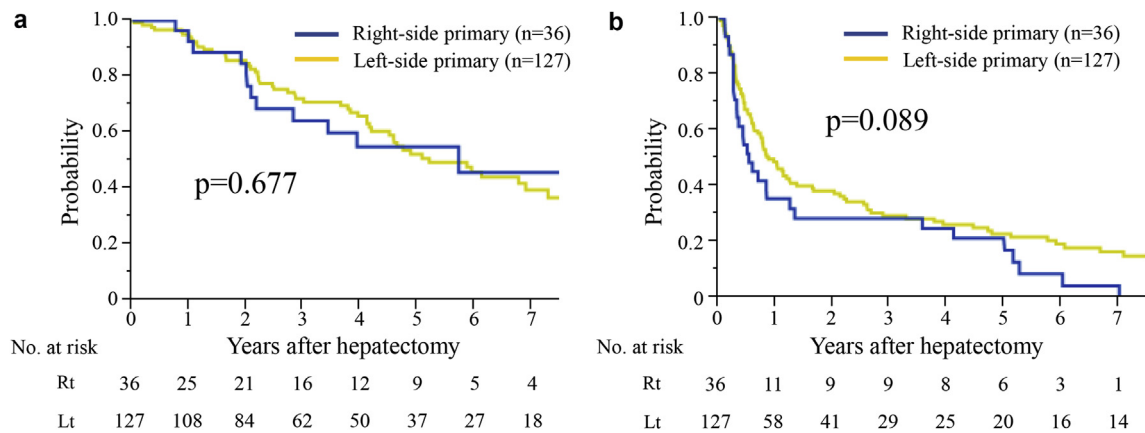 a
Right-side primary (n=36)
Left-side primary (n=127)
p=0.677
Probability
1.0
0.8
0.6
0.4
0.2
0
0 1 2 3 4 5 6 7
Years after hepatectomy
No. at risk
Rt 36 25 21 16 12 9 5 4
Lt 127 108 84 62 50 37 27 18
b
Right-side primary (n=36)
Left-side primary (n=127)
p=0.089
Probability
1.0
0.8
0.6
0.4
0.2
0
0 1 2 3 4 5 6 7
Years after hepatectomy
No. at risk
Rt 36 11 9 9 8 6 3 1
Lt 127 58 41 29 25 20 16 14